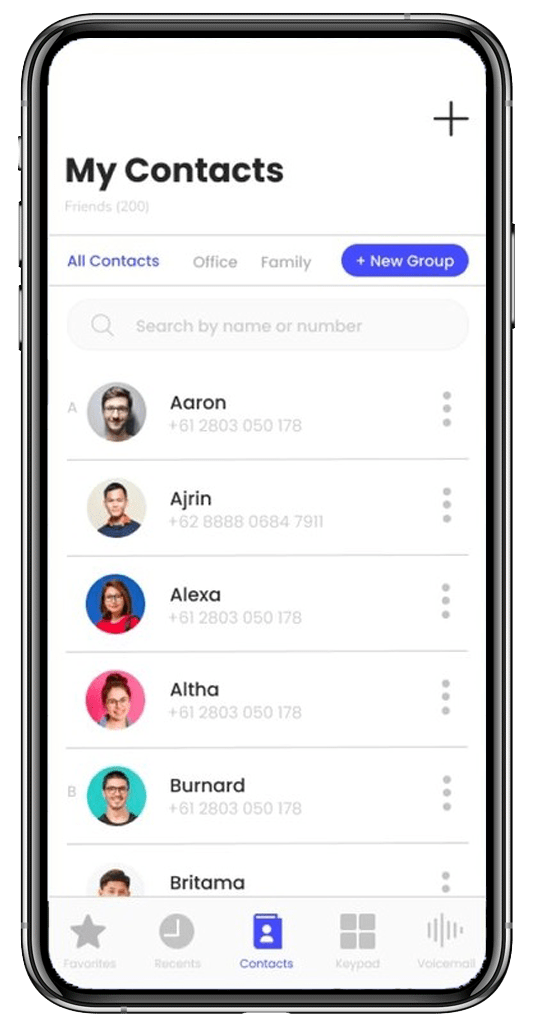 My Contacts
Friends (200)
All Contacts Office Family + New Group
Search by name or number
A
Aaron
+61 2803 050 178
Ajrin
+62 8888 0684 7911
Alexa
+61 2803 050 178
Altha
+61 2803 050 178
B
Burnard
+61 2803 050 178
Britama
Favorites Recents Contacts Keypad Voicemail